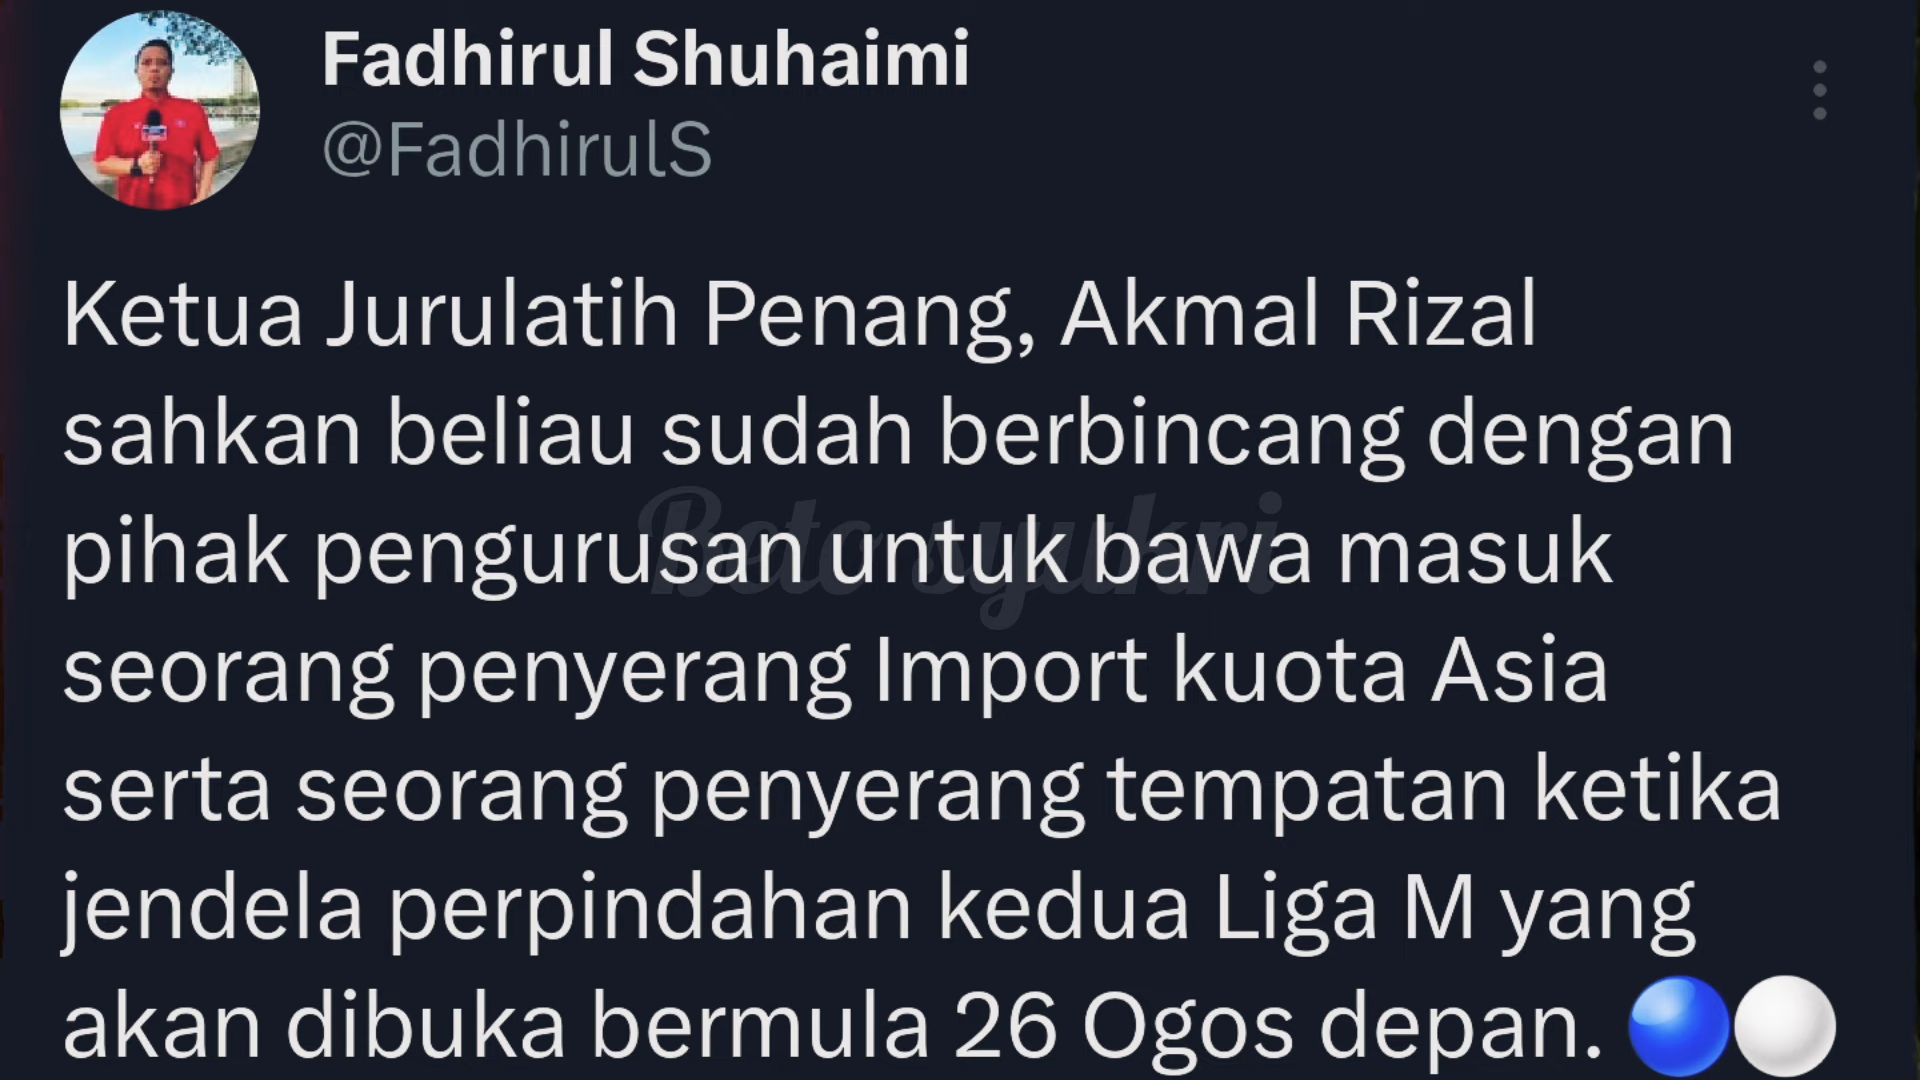 Fadhirul Shuhaimi
@FadhirulS
Ketua Jurulatih Penang, Akmal Rizal
sahkan beliau sudah berbincang dengan
pihak pengurusan untuk bawa masuk
seorang penyerang Import kuota Asia
serta seorang penyerang tempatan ketika
jendela perpindahan kedua Liga M yang
akan dibuka bermula 26 Ogos depan. 🔵⚪
Beto syukri